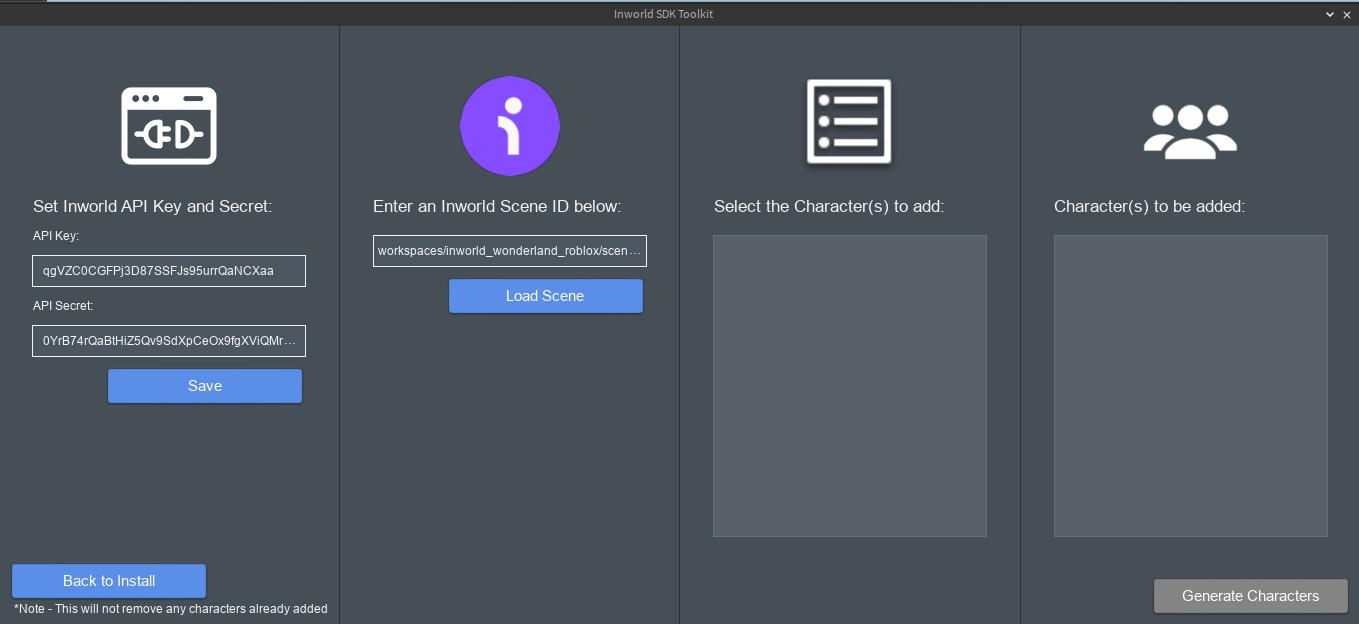 Inworld SDK Toolkit
Set Inworld API Key and Secret:
API Key:
qgVZC0CGFPj3D87SSFJs95urrQaNCXaa
API Secret:
0YrB74rQaBtHiZ5Qv9SdXpCeOx9fgXViQMr...
Save
Back to Install
*Note - This will not remove any characters already added
Enter an Inworld Scene ID below:
workspaces/inworld_wonderland_roblox/scen...
Load Scene
Select the Character(s) to add:
Character(s) to be added:
Generate Characters